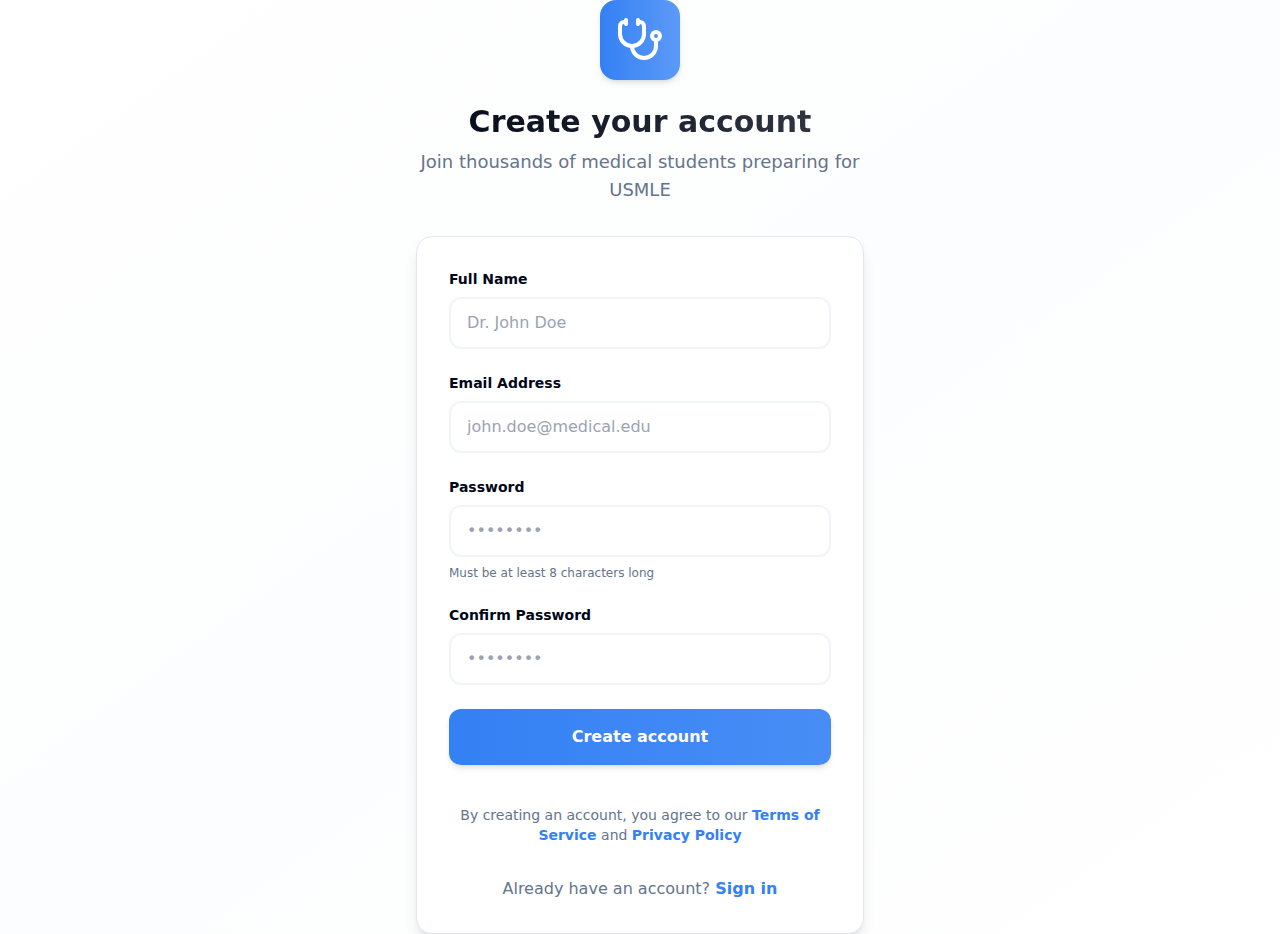 Create your account
Join thousands of medical students preparing for
USMLE
Full Name
Dr. John Doe
Email Address
john.doe@medical.edu
Password
••••••••
Must be at least 8 characters long
Confirm Password
••••••••
Create account
By creating an account, you agree to our Terms of
Service and Privacy Policy
Already have an account? Sign in